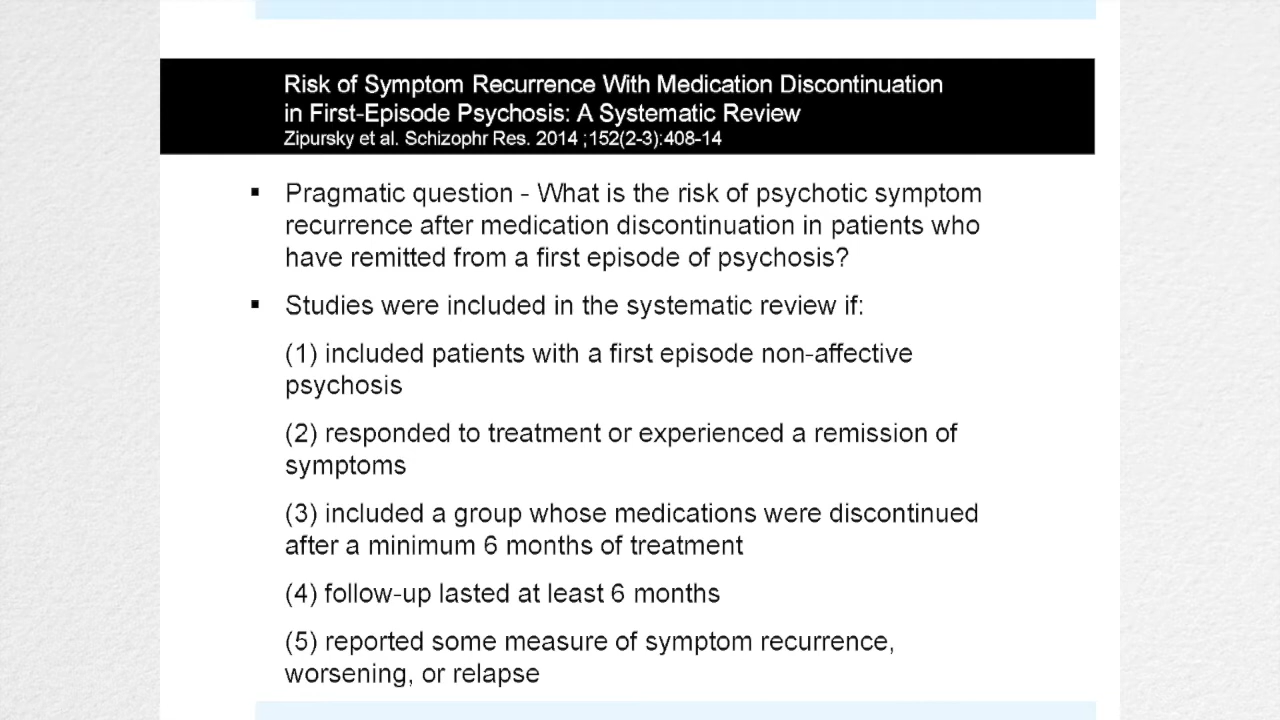 Risk of Symptom Recurrence With Medication Discontinuation
in First-Episode Psychosis: A Systematic Review
Zipursky et al. Schizophr Res. 2014 ;152(2-3):408-14
▪ Pragmatic question - What is the risk of psychotic symptom
recurrence after medication discontinuation in patients who
have remitted from a first episode of psychosis?
▪ Studies were included in the systematic review if:
(1) included patients with a first episode non-affective
psychosis
(2) responded to treatment or experienced a remission of
symptoms
(3) included a group whose medications were discontinued
after a minimum 6 months of treatment
(4) follow-up lasted at least 6 months
(5) reported some measure of symptom recurrence,
worsening, or relapse